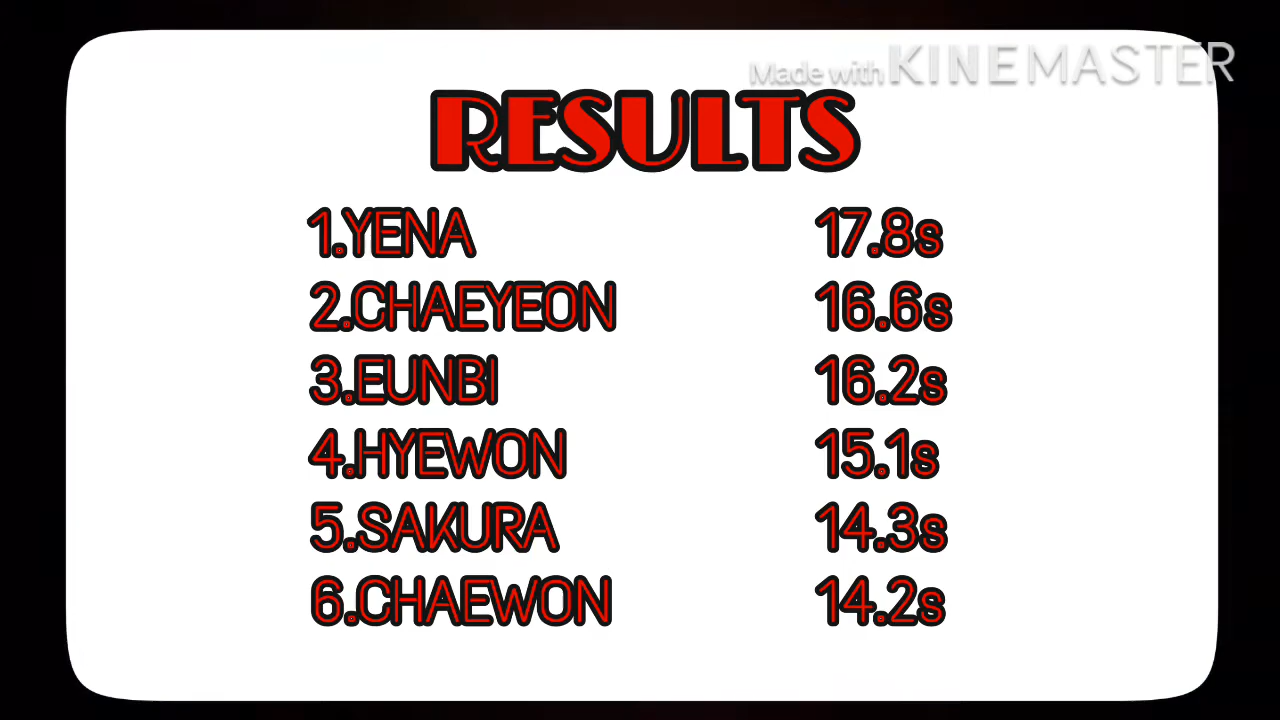 Made with KINEMASTER
RESULTS
1.YENA 17.8s
2.CHAEYEON 16.6s
3.EUNBI 16.2s
4.HYEWON 15.1s
5.SAKURA 14.3s
6.CHAEWON 14.2s